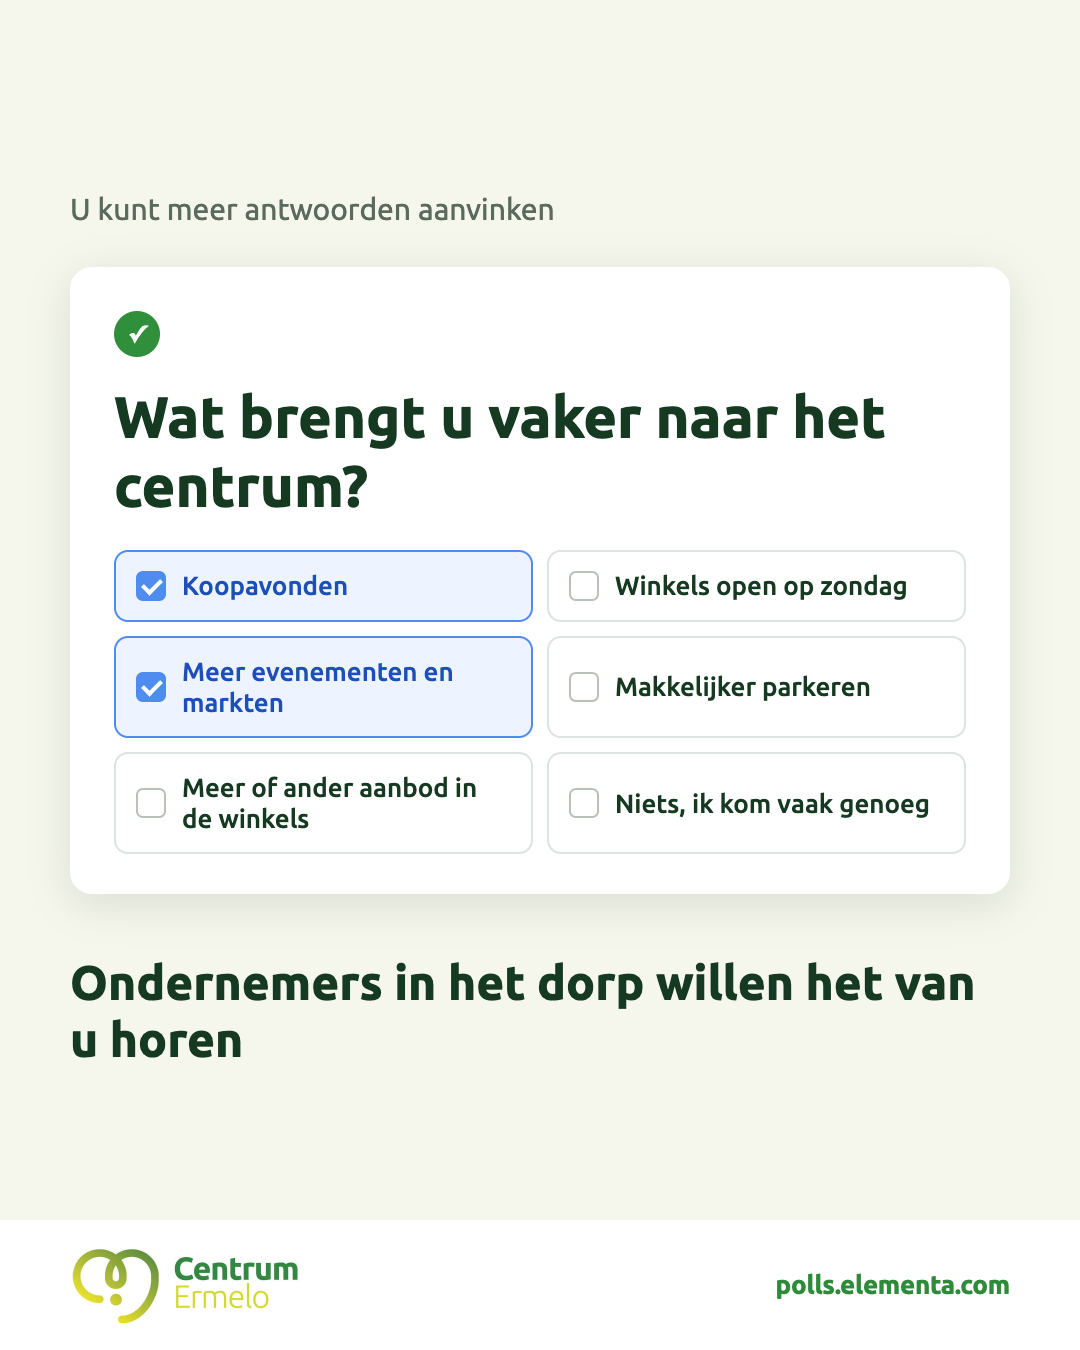 U kunt meer antwoorden aanvinken
Wat brengt u vaker naar het
centrum?
Koopavonden
Winkels open op zondag
Meer evenementen en
markten
Makkelijker parkeren
Meer of ander aanbod in
de winkels
Niets, ik kom vaak genoeg
Ondernemers in het dorp willen het van
u horen
Centrum
Ermelo
polls.elementa.com